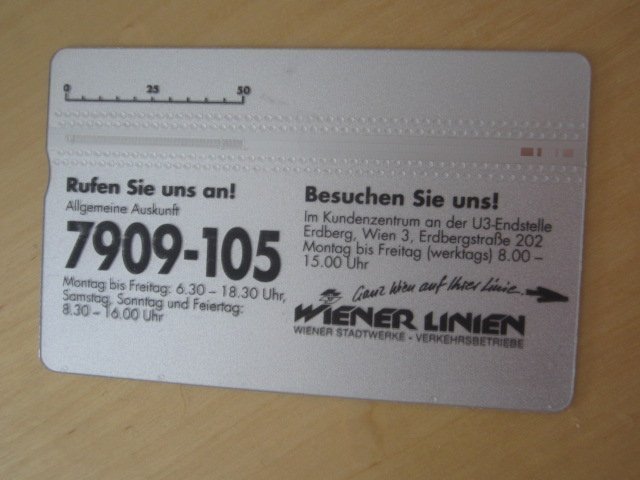 0 25 50
Rufen Sie uns an!
Allgemeine Auskunft
7909-105
Montag bis Freitag: 6.30 – 18.30 Uhr,
Samstag, Sonntag und Feiertag:
8.30 – 16.00 Uhr
Besuchen Sie uns!
Im Kundenzentrum an der U3-Endstelle
Erdberg, Wien 3, Erdbergstraße 202
Montag bis Freitag (werktags) 8.00 –
15.00 Uhr
Ganz Wien auf Ihrer Linie.
WIENER LINIEN
WIENER STADTWERKE - VERKEHRSBETRIEBE